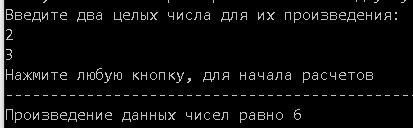 Введите два целых числа для их произведения:
2
3
Нажмите любую кнопку, для начала расчетов
--------------------------------------------------
Произведение данных чисел равно 6